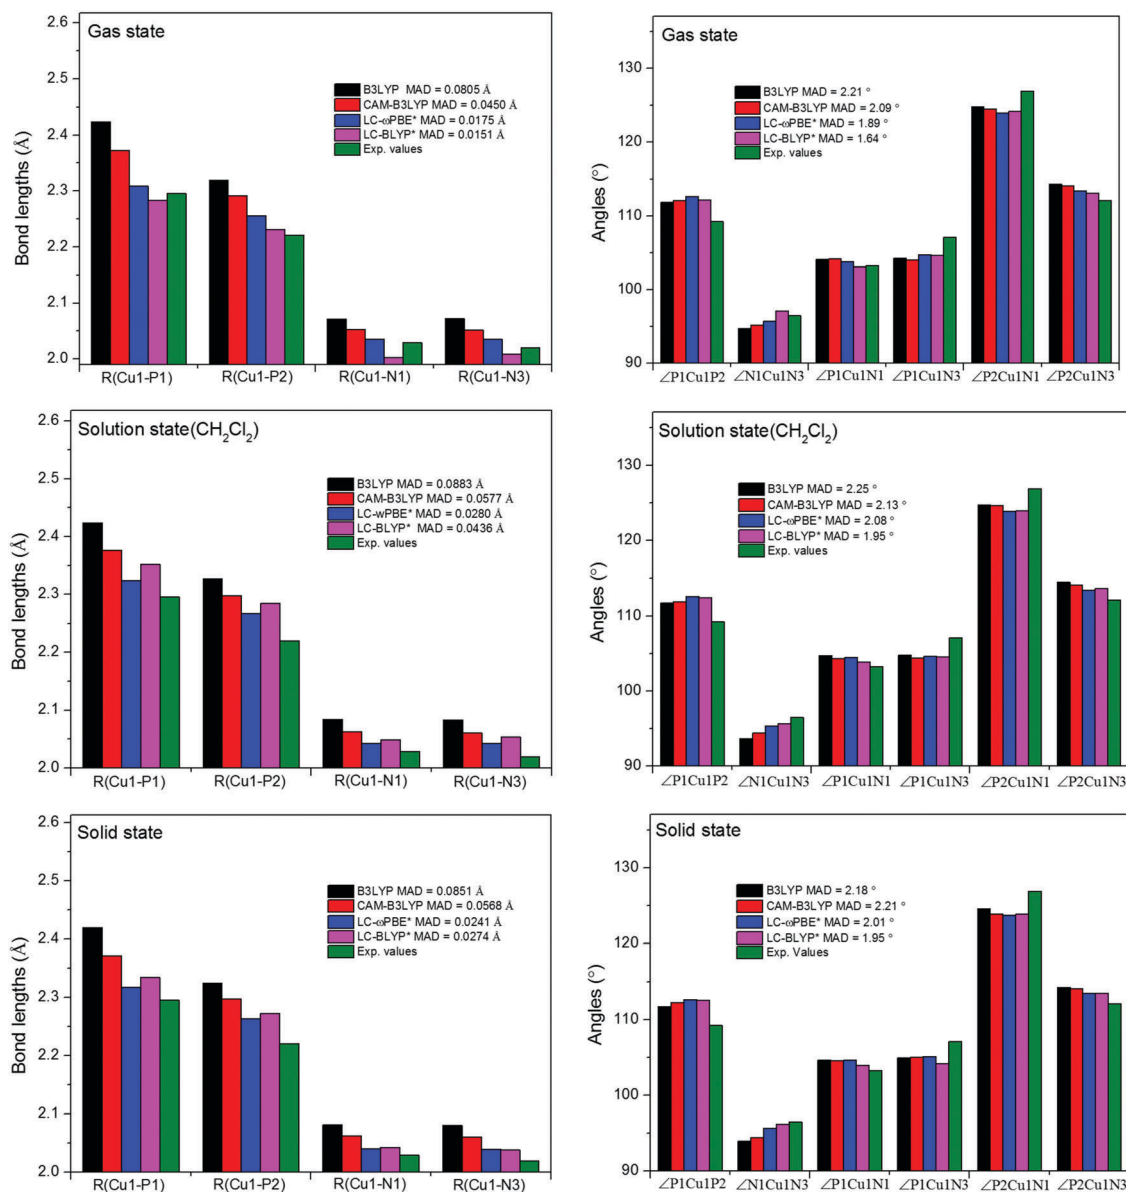 Gas state
2.6
2.5
2.4
2.3
2.2
2.1
2.0
Bond lengths (Å)
B3LYP MAD = 0.0805 Å
CAM-B3LYP MAD = 0.0450 Å
LC-ωPBE* MAD = 0.0175 Å
LC-BLYP* MAD = 0.0151 Å
Exp. values
R(Cu1-P1) R(Cu1-P2) R(Cu1-N1) R(Cu1-N3)
Gas state
130
120
110
100
90
Angles (°)
B3LYP MAD = 2.21 °
CAM-B3LYP MAD = 2.09 °
LC-ωPBE* MAD = 1.89 °
LC-BLYP* MAD = 1.64 °
Exp. values
∠P1Cu1P2 ∠N1Cu1N3 ∠P1Cu1N1 ∠P1Cu1N3 ∠P2Cu1N1 ∠P2Cu1N3
Solution state(CH₂Cl₂)
2.6
2.5
2.4
2.3
2.2
2.1
2.0
Bond lengths (Å)
B3LYP MAD = 0.0883 Å
CAM-B3LYP MAD = 0.0577 Å
LC-wPBE* MAD = 0.0280 Å
LC-BLYP* MAD = 0.0436 Å
Exp. values
R(Cu1-P1) R(Cu1-P2) R(Cu1-N1) R(Cu1-N3)
Solution state(CH₂Cl₂)
130
120
110
100
90
Angles (°)
B3LYP MAD = 2.25 °
CAM-B3LYP MAD = 2.13 °
LC-ωPBE* MAD = 2.08 °
LC-BLYP* MAD = 1.95 °
Exp. values
∠P1Cu1P2 ∠N1Cu1N3 ∠P1Cu1N1 ∠P1Cu1N3 ∠P2Cu1N1 ∠P2Cu1N3
Solid state
2.6
2.5
2.4
2.3
2.2
2.1
2.0
Bond lengths (Å)
B3LYP MAD = 0.0851 Å
CAM-B3LYP MAD = 0.0568 Å
LC-ωPBE* MAD = 0.0241 Å
LC-BLYP* MAD = 0.0274 Å
Exp. values
R(Cu1-P1) R(Cu1-P2) R(Cu1-N1) R(Cu1-N3)
Solid state
130
120
110
100
90
Angles (°)
B3LYP MAD = 2.18 °
CAM-B3LYP MAD = 2.21 °
LC-ωPBE* MAD = 2.01 °
LC-BLYP* MAD = 1.95 °
Exp. Values
∠P1Cu1P2 ∠N1Cu1N3 ∠P1Cu1N1 ∠P1Cu1N3 ∠P2Cu1N1 ∠P2Cu1N3